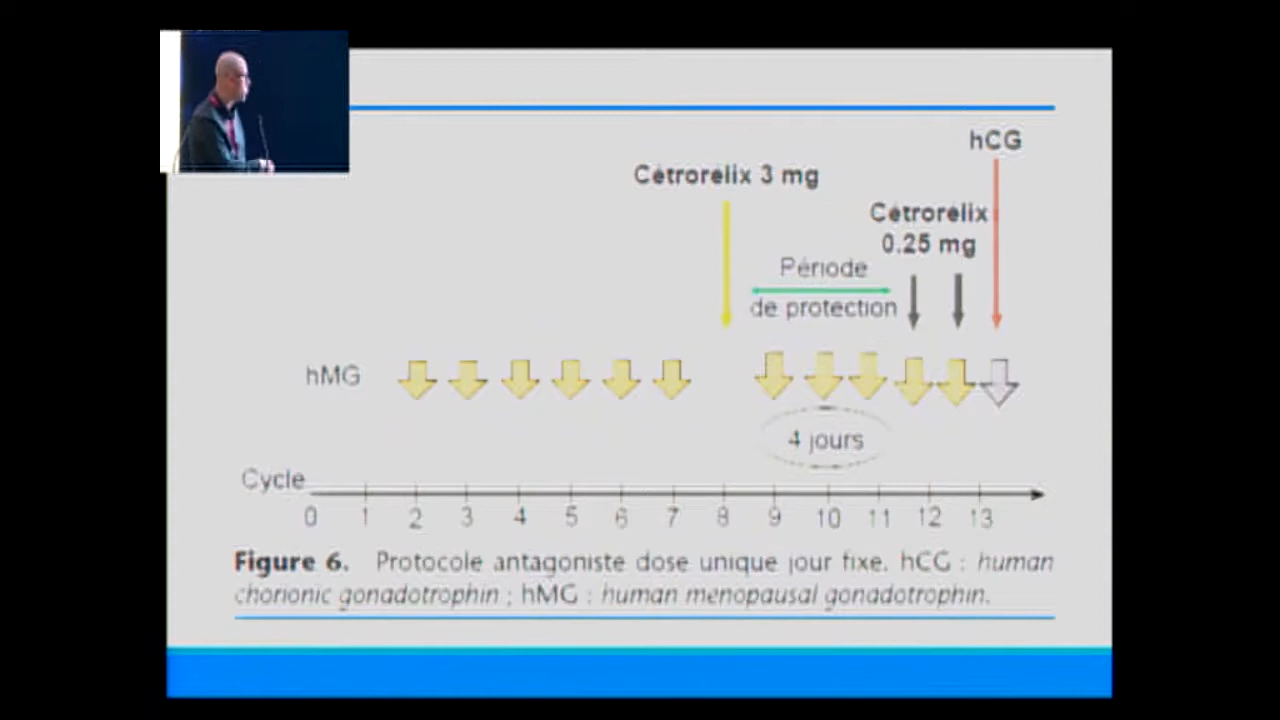 hCG
Cétrorélix 3 mg
Cétrorélix
0.25 mg
Période
de protection
hMG
4 jours
Cycle
0 1 2 3 4 5 6 7 8 9 10 11 12 13
Figure 6. Protocole antagoniste dose unique jour fixe. hCG : human
chorionic gonadotrophin ; hMG : human menopausal gonadotrophin.